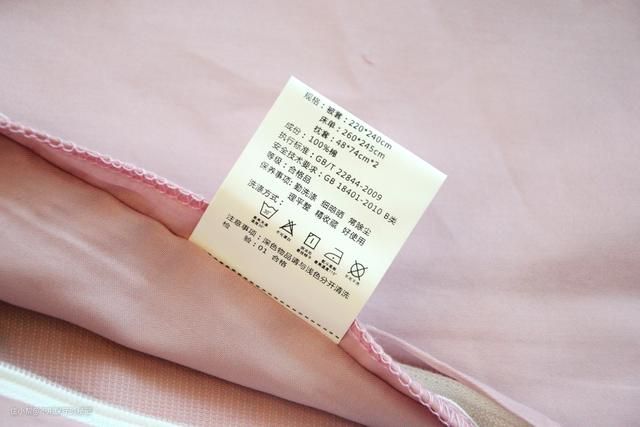 规格：被套：220*240cm
床单：260*245cm
枕套：48*74cm*2
成份：100%棉
执行标准：GB/T 22844-2009
安全技术要求：GB 18401-2010 B类
等级：合格品
保养事项：勤洗涤 细晾晒 常除尘
理平整 精收藏 好使用
洗涤方式：
注意事项：深色物品请与浅色分开清洗
检 验：01 合格